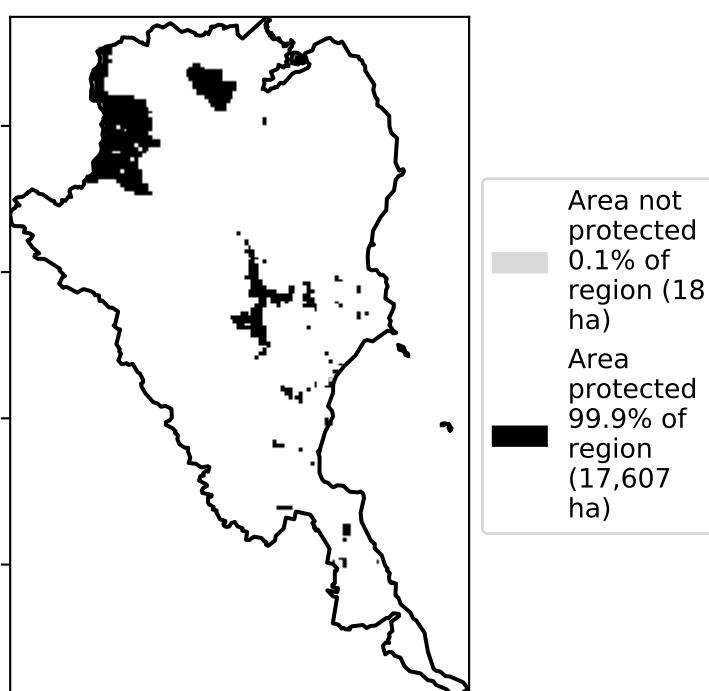 Area not
protected
0.1% of
region (18
ha)
Area
protected
99.9% of
region
(17,607
ha)